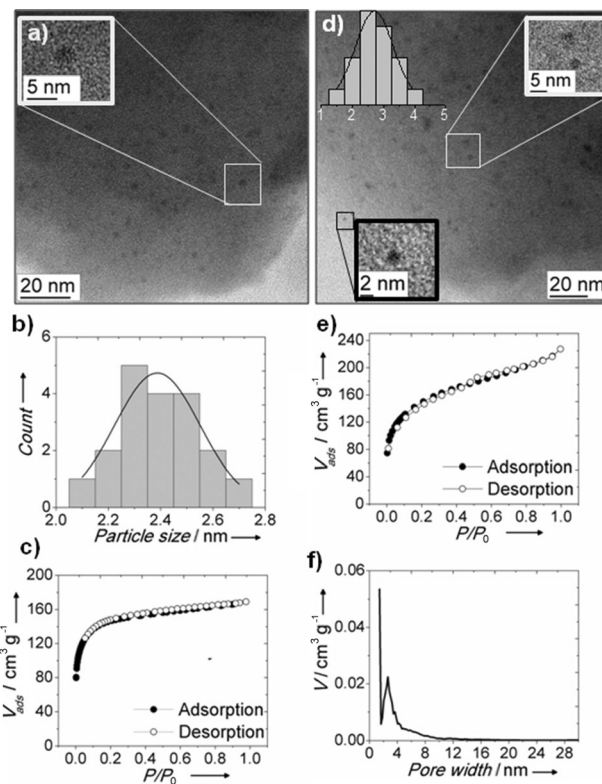 a)
5 nm
20 nm
d)
1 2 3 4 5
5 nm
2 nm
20 nm
b)
6
4
2
0
Count
2.0 2.2 2.4 2.6 2.8
Particle size / nm
e)
240
200
160
120
80
40
0
V ads / cm³ g⁻¹
Adsorption
Desorption
0.0 0.2 0.4 0.6 0.8 1.0
P/P₀
c)
200
160
120
80
40
0
V ads / cm³ g⁻¹
Adsorption
Desorption
0.0 0.2 0.4 0.6 0.8 1.0
P/P₀
f)
0.06
0.04
0.02
0.00
V / cm³ g⁻¹
0 4 8 12 16 20 24 28
Pore width / nm